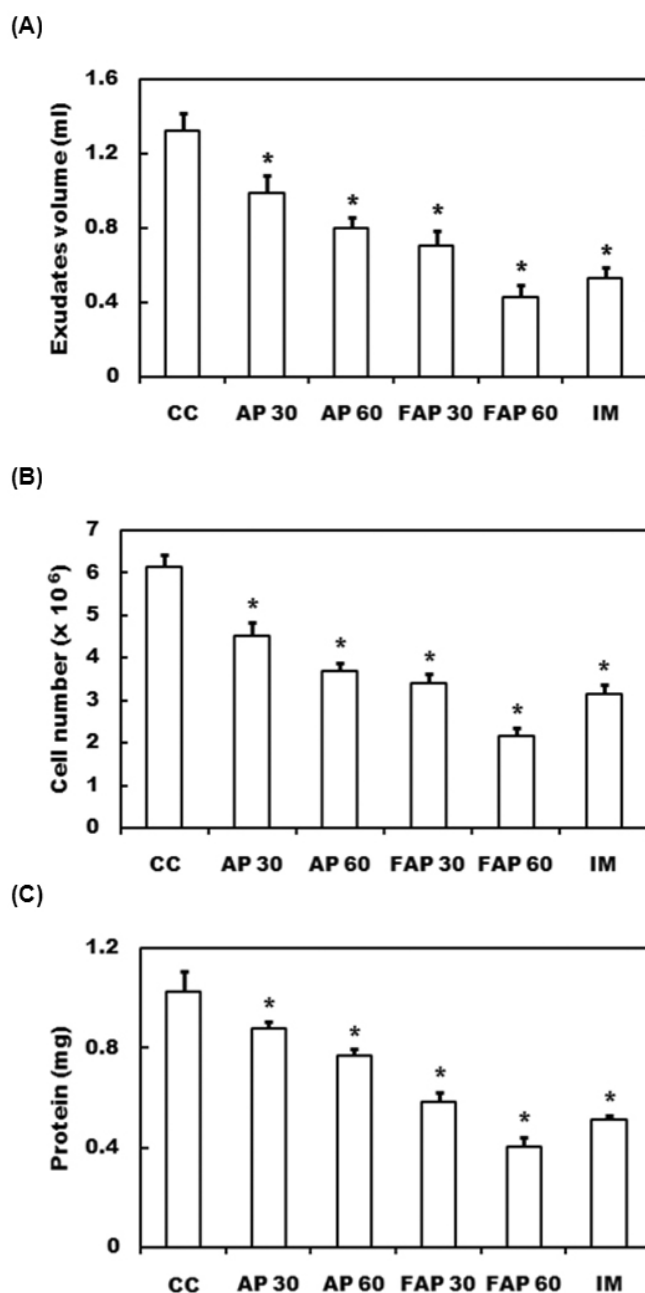 (A)
Exudates volume (ml)
1.6
1.2
0.8
0.4
0
* * * * *
CC AP 30 AP 60 FAP 30 FAP 60 IM
(B)
Cell number (x 10 6)
7
6
5
4
3
2
1
0
* * * * *
CC AP 30 AP 60 FAP 30 FAP 60 IM
(C)
Protein (mg)
1.2
0.8
0.4
0
* * * * *
CC AP 30 AP 60 FAP 30 FAP 60 IM